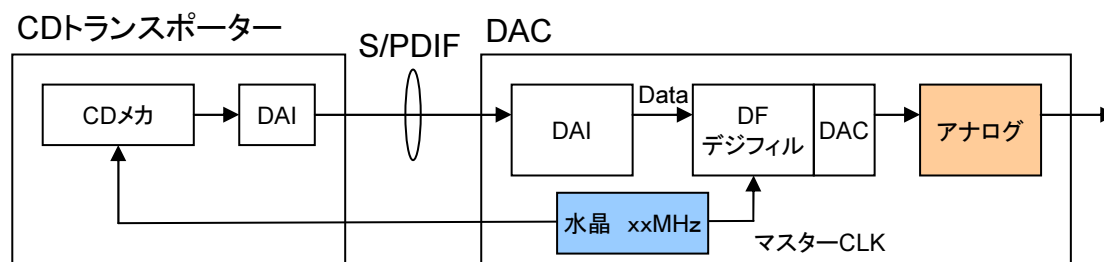 CDトランスポーター
S/PDIF
DAC
CDメカ
DAI
DAI
Data
DF
デジフィル
DAC
アナログ
水晶 xxMHz
マスターCLK